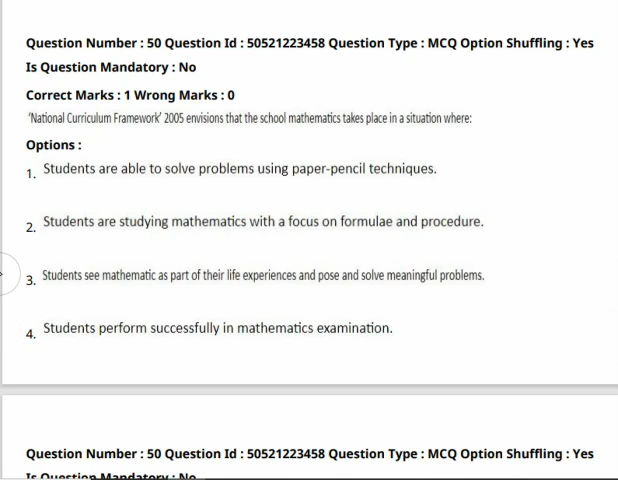 Question Number : 50 Question Id : 50521223458 Question Type : MCQ Option Shuffling : Yes
Is Question Mandatory : No
Correct Marks : 1 Wrong Marks : 0
'National Curriculum Framework' 2005 envisions that the school mathematics takes place in a situation where:
Options :
1. Students are able to solve problems using paper-pencil techniques.
2. Students are studying mathematics with a focus on formulae and procedure.
3. Students see mathematic as part of their life experiences and pose and solve meaningful problems.
4. Students perform successfully in mathematics examination.
Question Number : 50 Question Id : 50521223458 Question Type : MCQ Option Shuffling : Yes
Is Question Mandatory : No